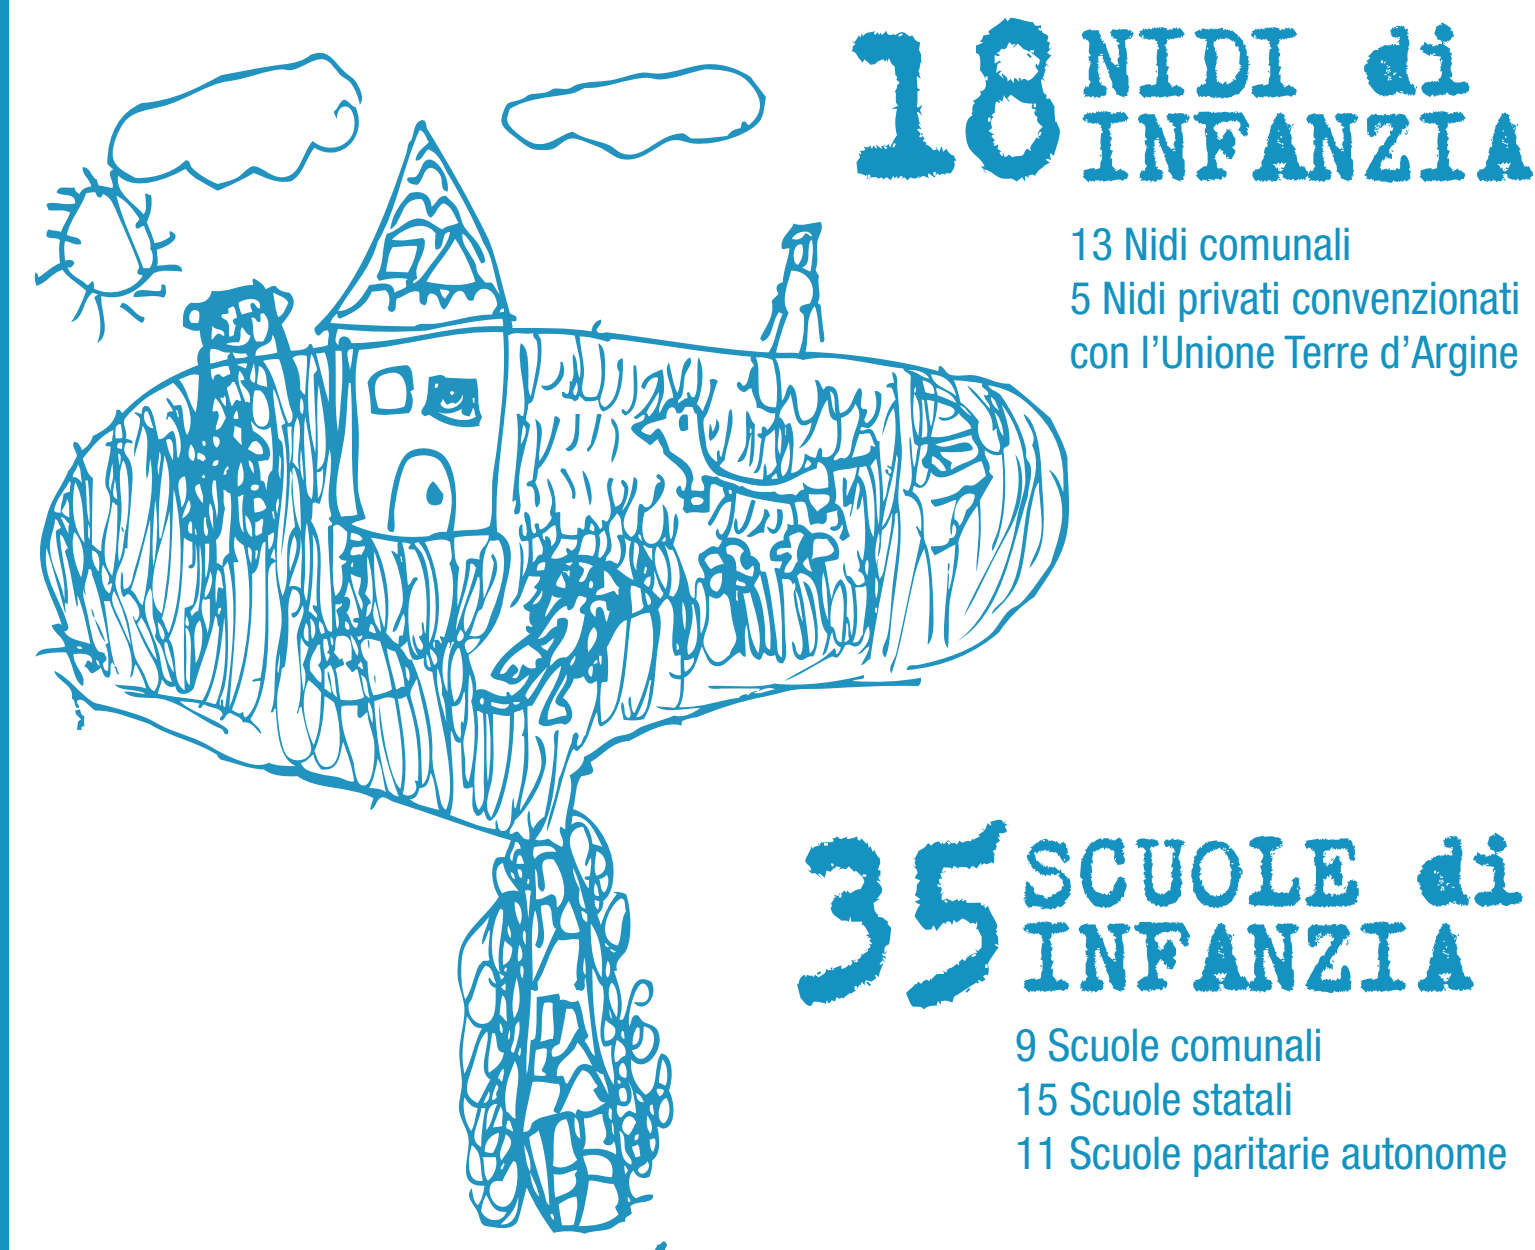 18 NIDI di
INFANZIA
13 Nidi comunali
5 Nidi privati convenzionati
con l’Unione Terre d’Argine
35 SCUOLE di
INFANZIA
9 Scuole comunali
15 Scuole statali
11 Scuole paritarie autonome